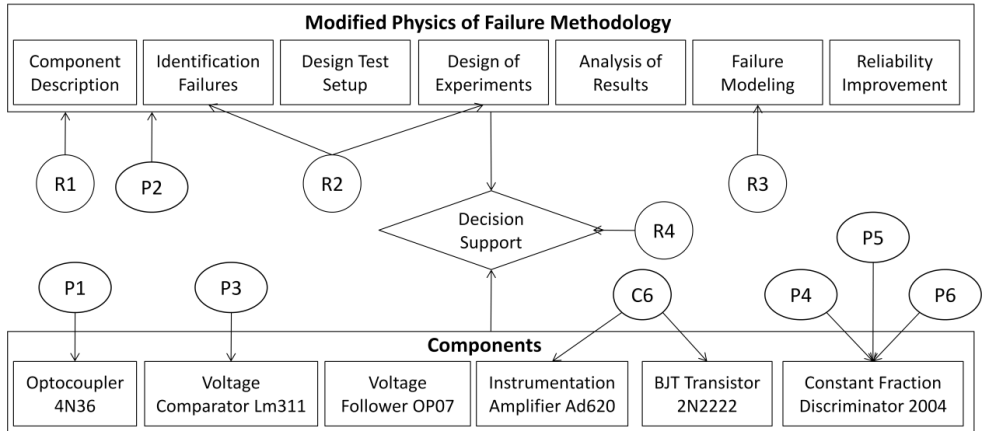 Modified Physics of Failure Methodology
Component
Description
Identification
Failures
Design Test
Setup
Design of
Experiments
Analysis of
Results
Failure
Modeling
Reliability
Improvement
R1
P2
R2
R3
Decision
Support
R4
P5
P1
P3
C6
P4
P6
Components
Optocoupler
4N36
Voltage
Comparator Lm311
Voltage
Follower OP07
Instrumentation
Amplifier Ad620
BJT Transistor
2N2222
Constant Fraction
Discriminator 2004